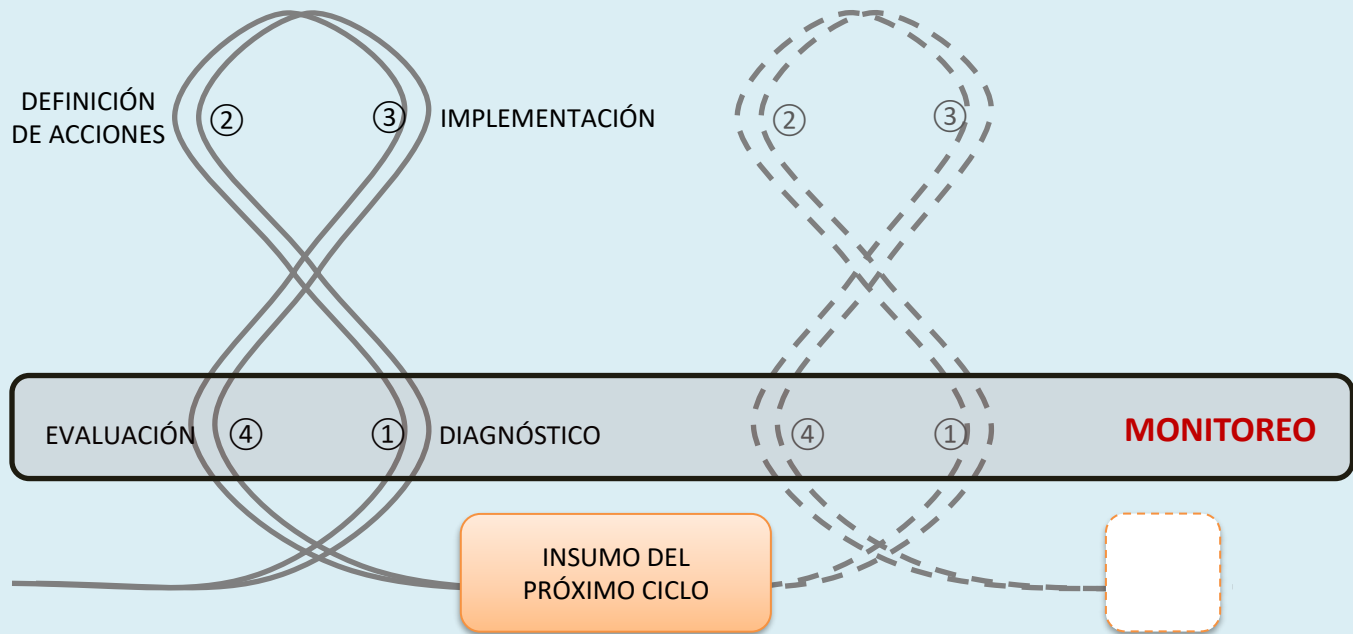 DEFINICIÓN
DE ACCIONES
②
③
IMPLEMENTACIÓN
②
③
EVALUACIÓN
④
①
DIAGNÓSTICO
④
①
MONITOREO
INSUMO DEL
PRÓXIMO CICLO